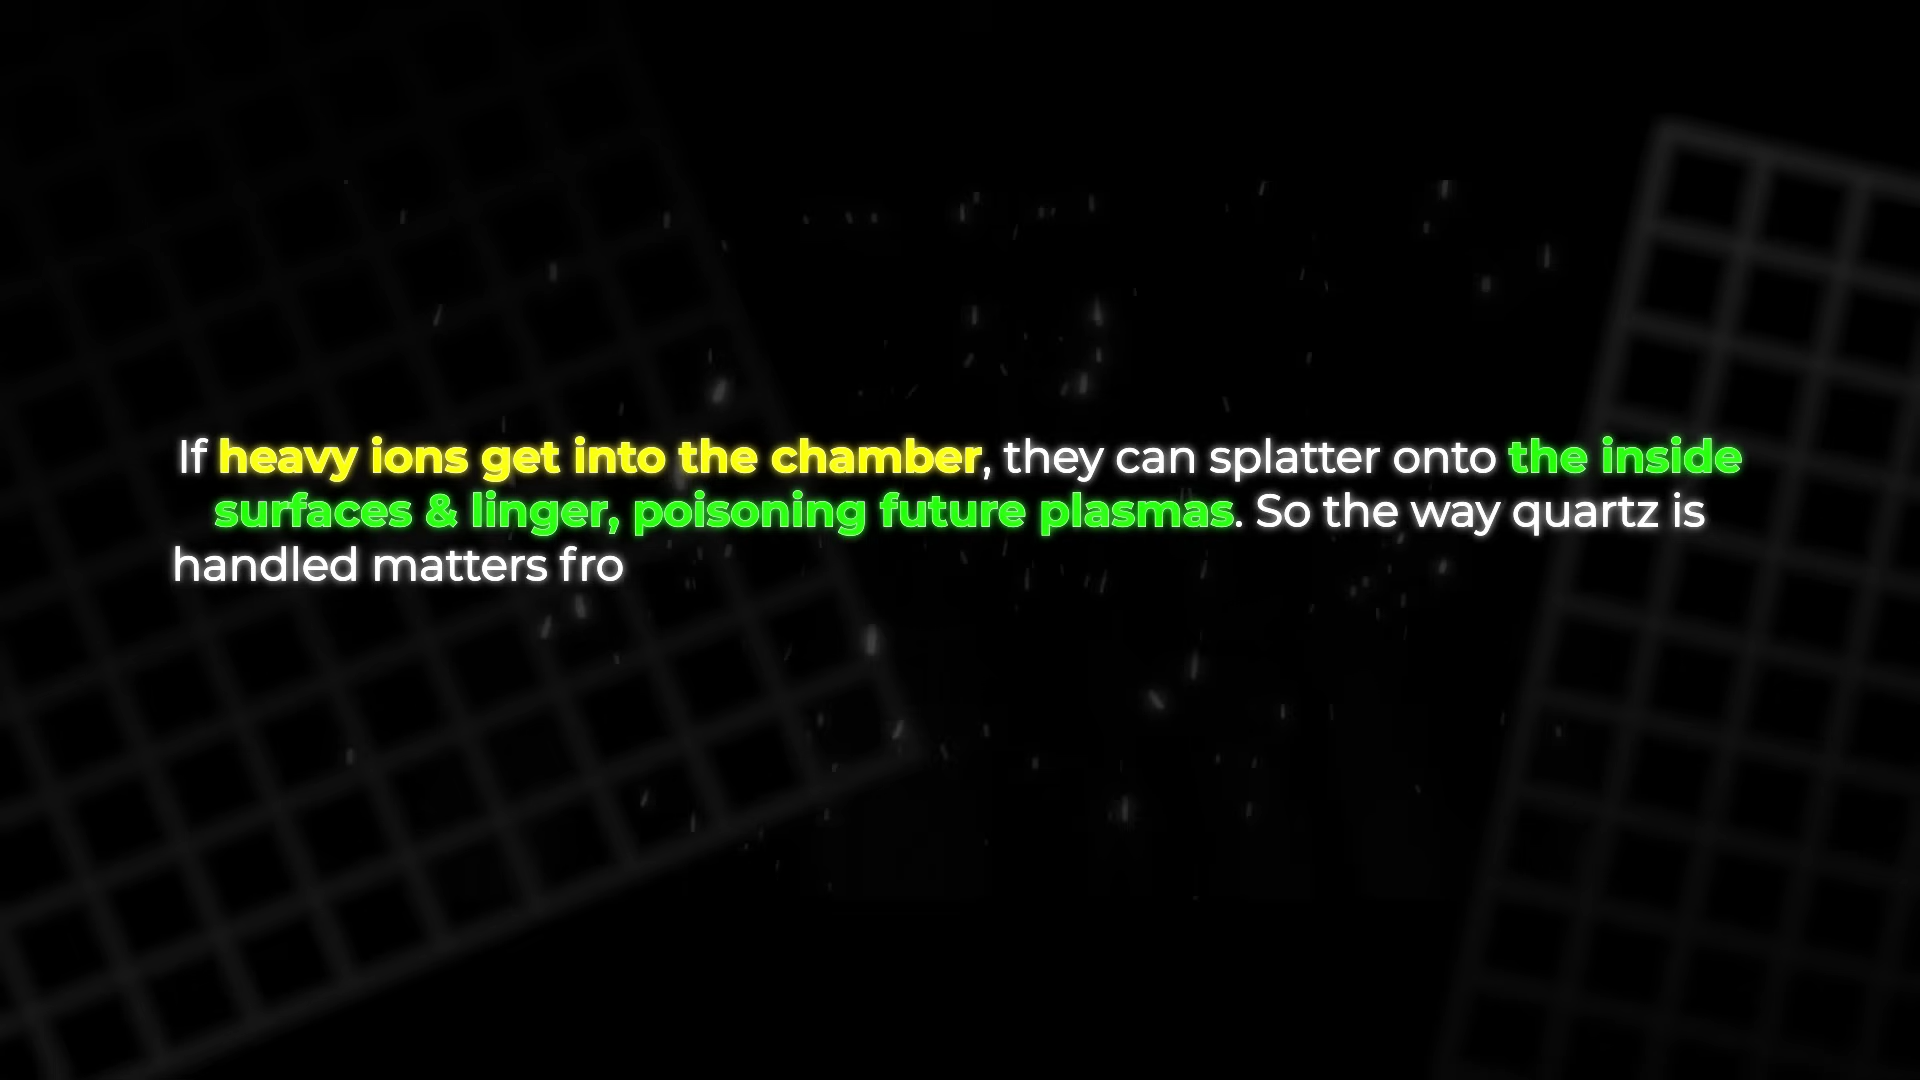 If heavy ions get into the chamber, they can splatter onto the inside
surfaces & linger, poisoning future plasmas. So the way quartz is
handled matters fro